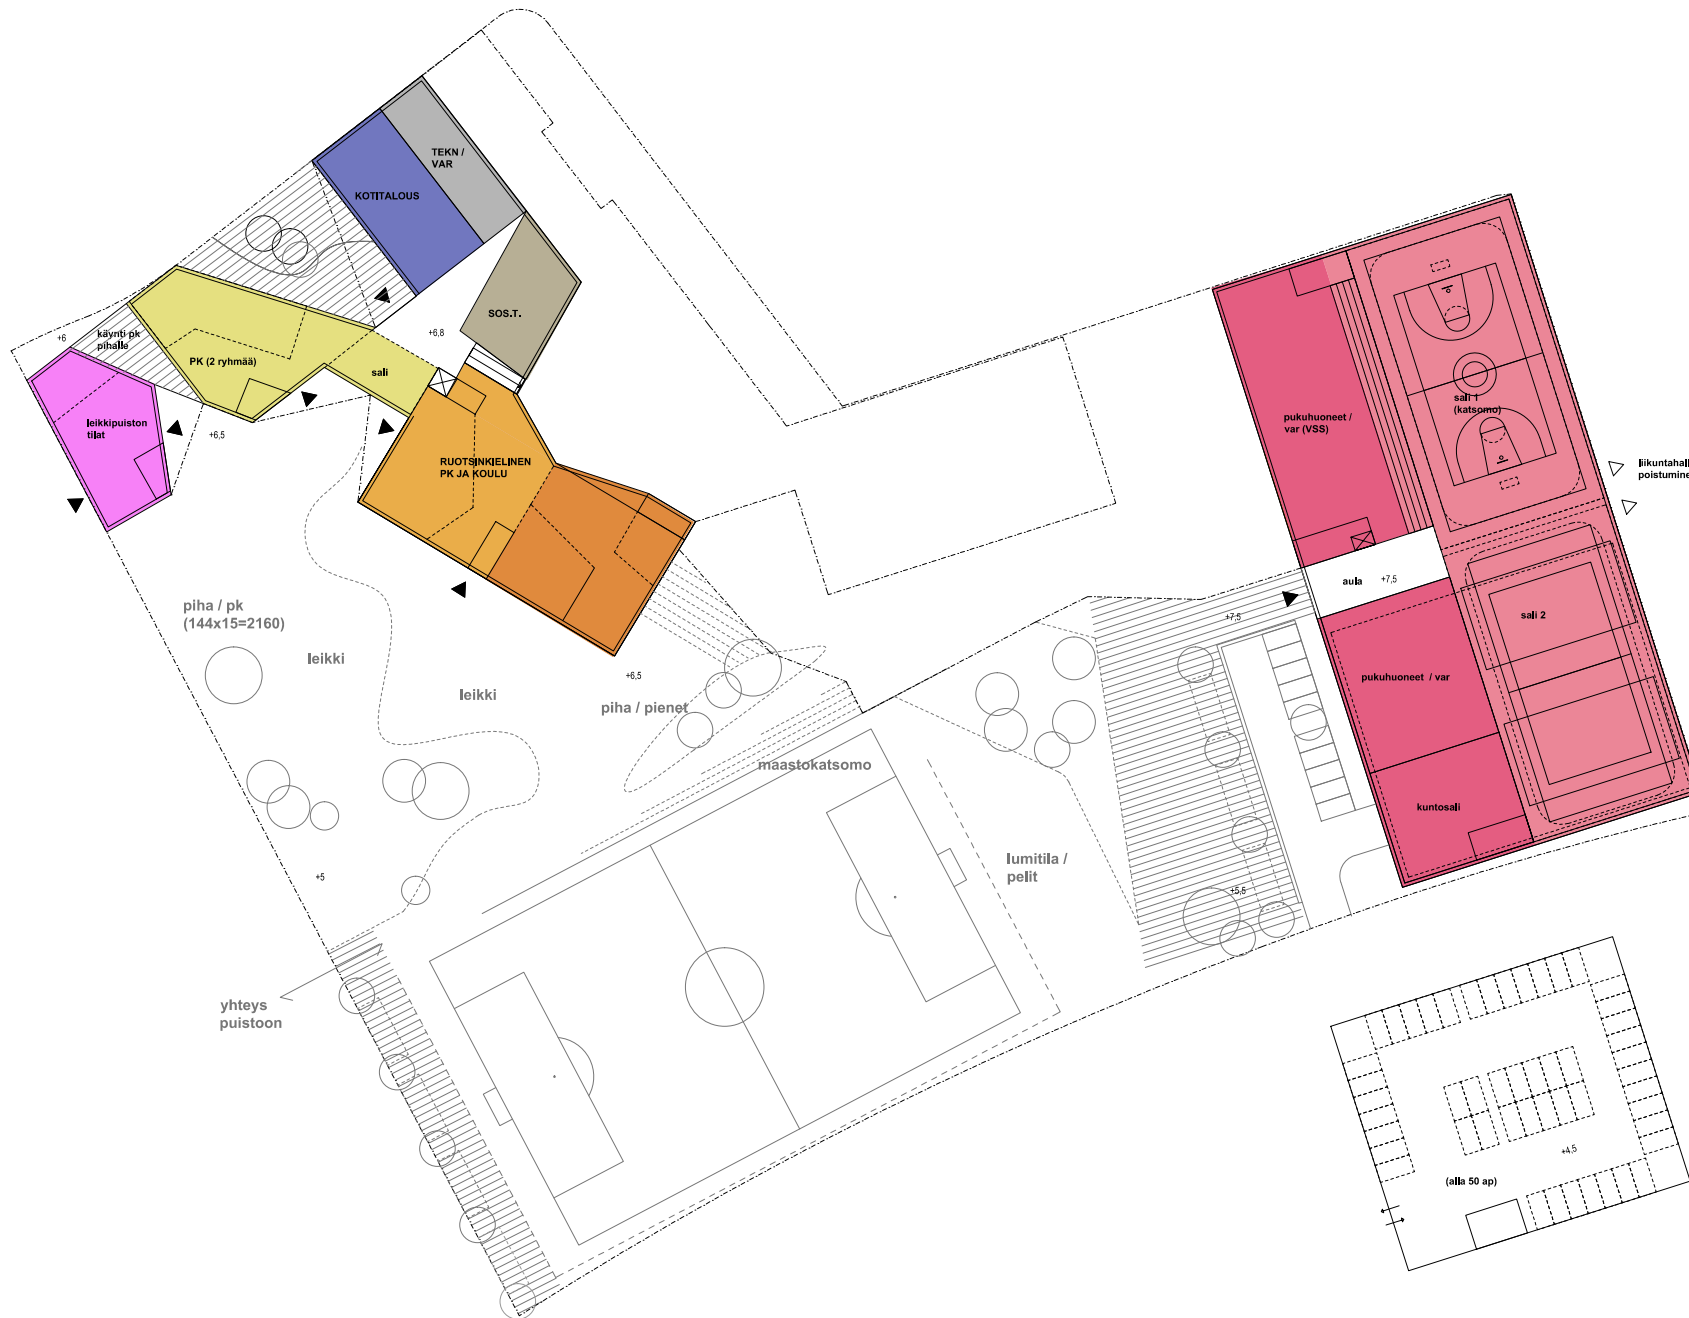 TEKN /
VAR
KOTITALOUS
SOS.T.
+6,8
käynti pk
pihalle
+6
PK (2 ryhmää)
sali
leikkipuiston
tilat
+6,5
RUOTSINKIELINEN
PK JA KOULU
piha / pk
(144x15=2160)
leikki
leikki
+6,5
piha / pienet
maastokatsomo
+5
yhteys
puistoon
lumitila /
pelit
pukuhuoneet /
var (VSS)
sali 1
(katsomo)
liikuntahall
poistumine
aula
+7,5
+7,5
sali 2
pukuhuoneet / var
kuntosali
+5,5
+4,5
(alla 50 ap)